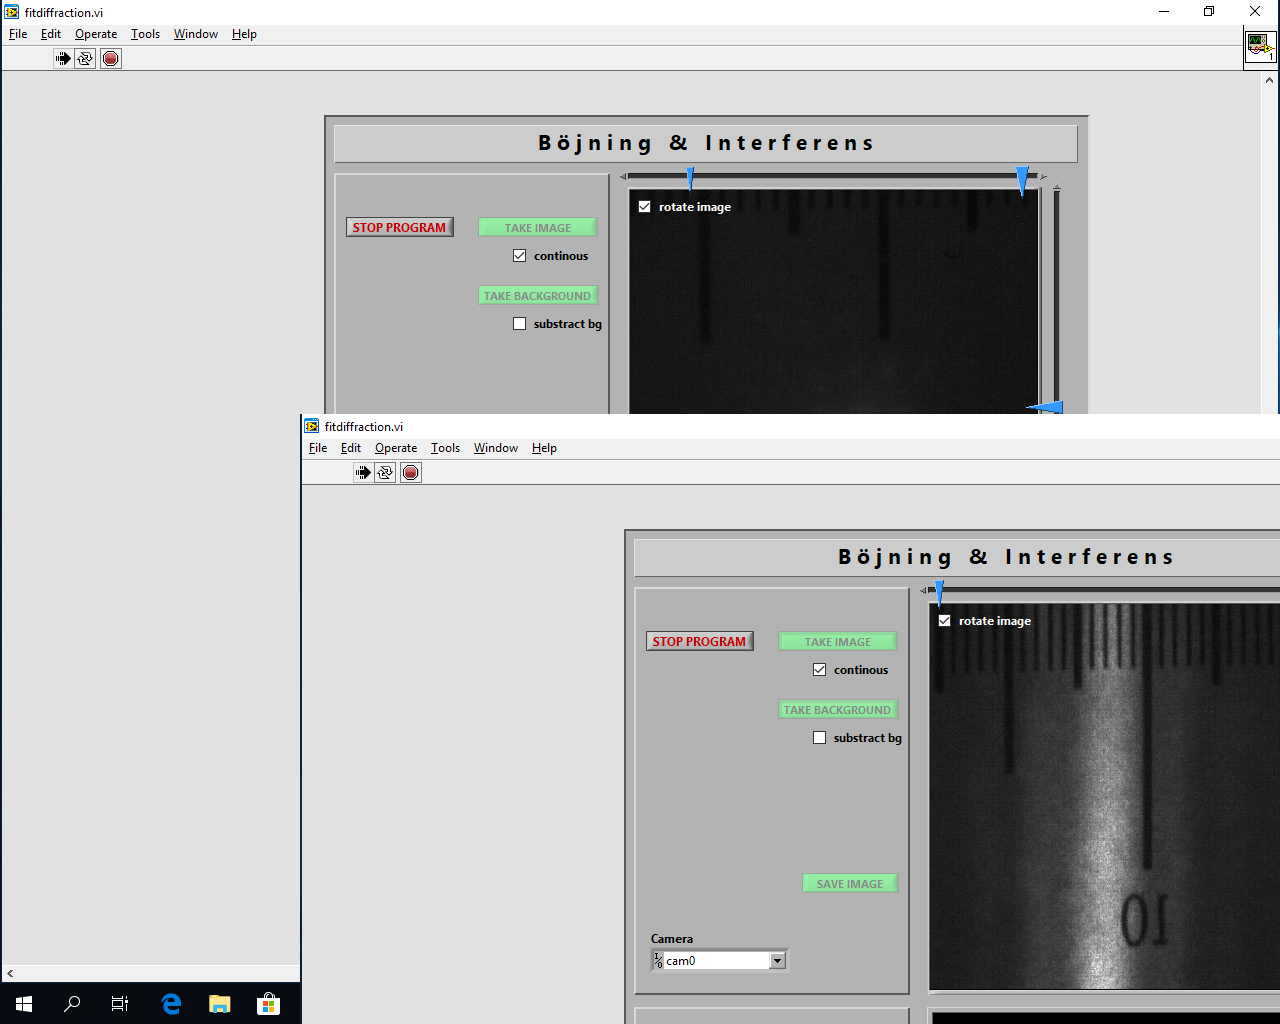 fitdiffraction.vi
File Edit Operate Tools Window Help
1
Böjning & Interferens
rotate image
STOP PROGRAM TAKE IMAGE
continous
TAKE BACKGROUND
substract bg
fitdiffraction.vi
File Edit Operate Tools Window Help
Böjning & Interferens
rotate image
STOP PROGRAM TAKE IMAGE
continous
TAKE BACKGROUND
substract bg
SAVE IMAGE
10
Camera
I/O cam0